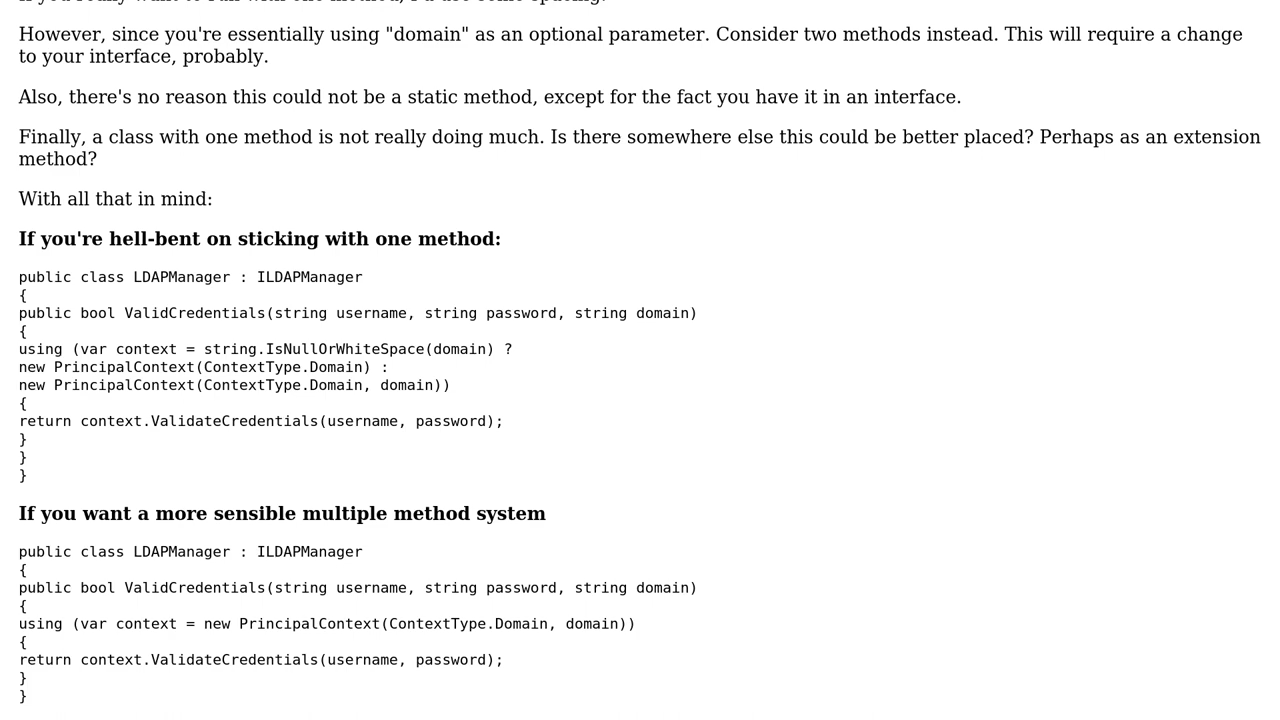 However, since you're essentially using "domain" as an optional parameter. Consider two methods instead. This will require a change
to your interface, probably.
Also, there's no reason this could not be a static method, except for the fact you have it in an interface.
Finally, a class with one method is not really doing much. Is there somewhere else this could be better placed? Perhaps as an extension
method?
With all that in mind:
If you're hell-bent on sticking with one method:
public class LDAPManager : ILDAPManager
{
public bool ValidCredentials(string username, string password, string domain)
{
using (var context = string.IsNullOrWhiteSpace(domain) ?
new PrincipalContext(ContextType.Domain) :
new PrincipalContext(ContextType.Domain, domain))
{
return context.ValidateCredentials(username, password);
}
}
}
If you want a more sensible multiple method system
public class LDAPManager : ILDAPManager
{
public bool ValidCredentials(string username, string password, string domain)
{
using (var context = new PrincipalContext(ContextType.Domain, domain))
{
return context.ValidateCredentials(username, password);
}
}